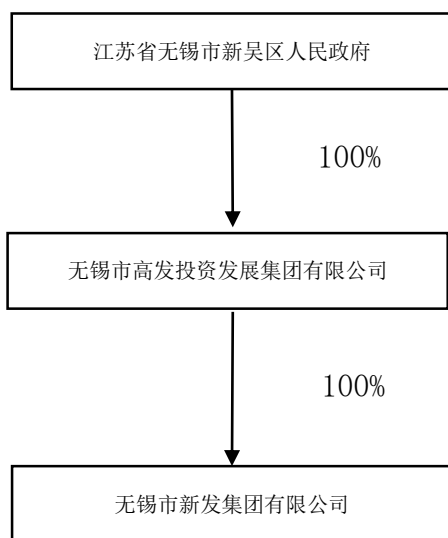 江苏省无锡市新吴区人民政府
100%
无锡市高发投资发展集团有限公司
100%
无锡市新发集团有限公司